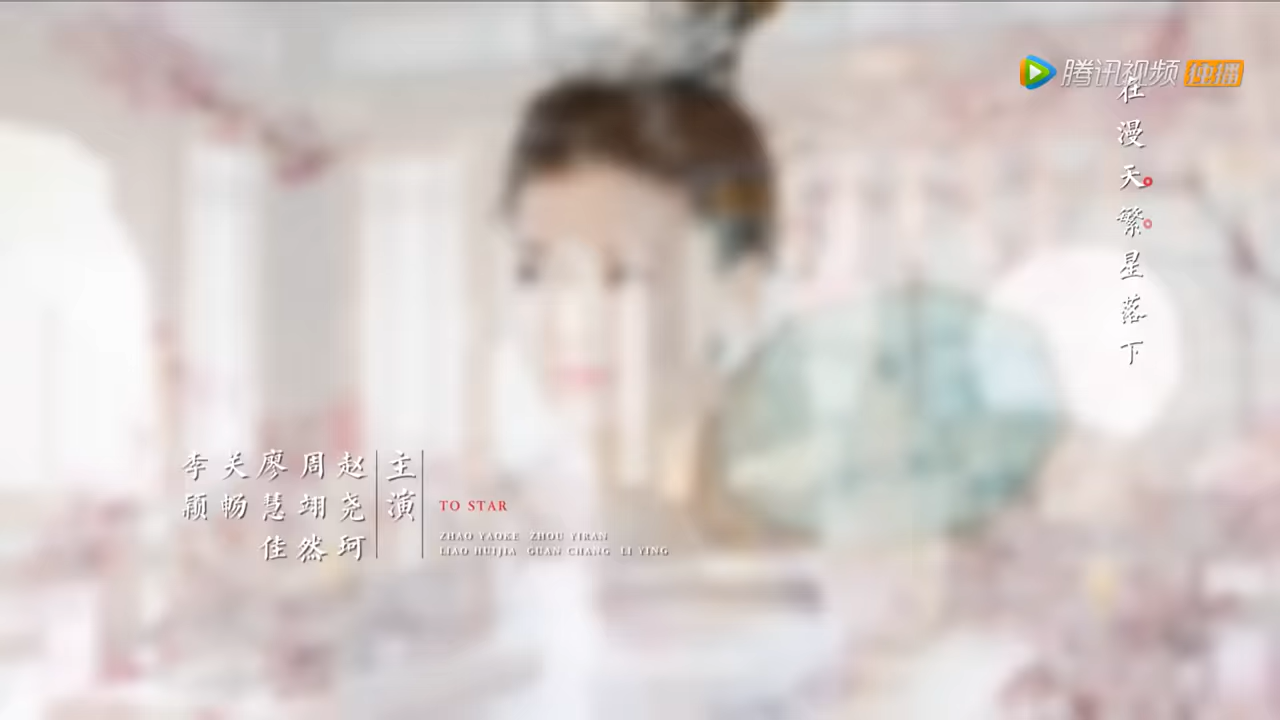 腾讯视频 独播
在漫天繁星落下
主演
赵尧珂
周翊然
廖慧佳
关畅
李颖
TO STAR
ZHAO YAOKE ZHOU YIRAN
LIAO HUIJIA GUAN CHANG LI YING